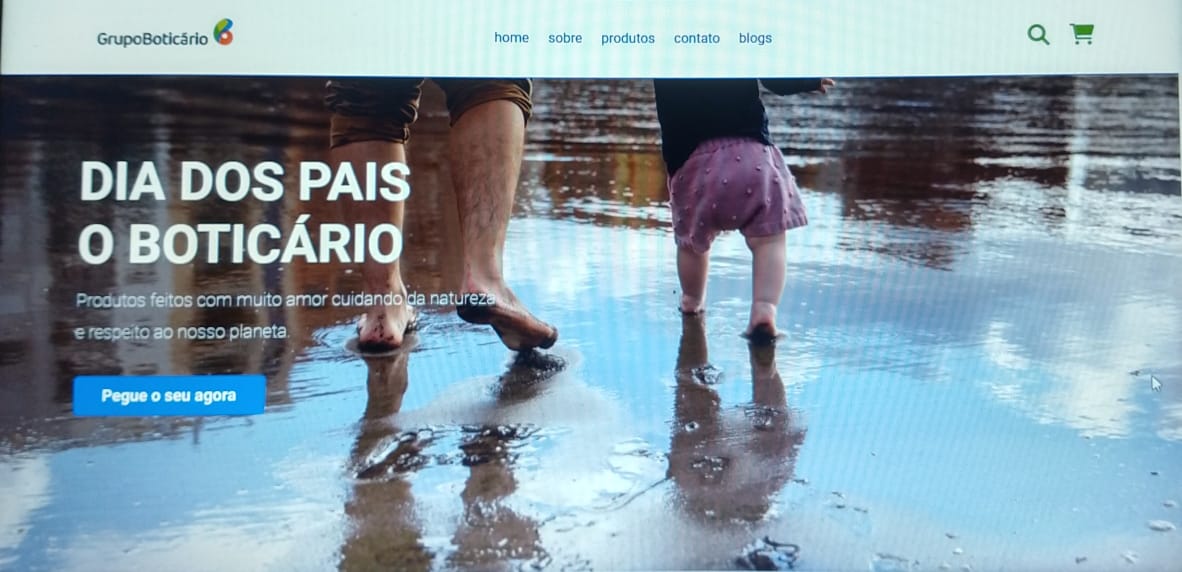 GrupoBoticário
home sobre produtos contato blogs
DIA DOS PAIS
O BOTICÁRIO
Produtos feitos com muito amor cuidando da natureza
e respeito ao nosso planeta.
Pegue o seu agora